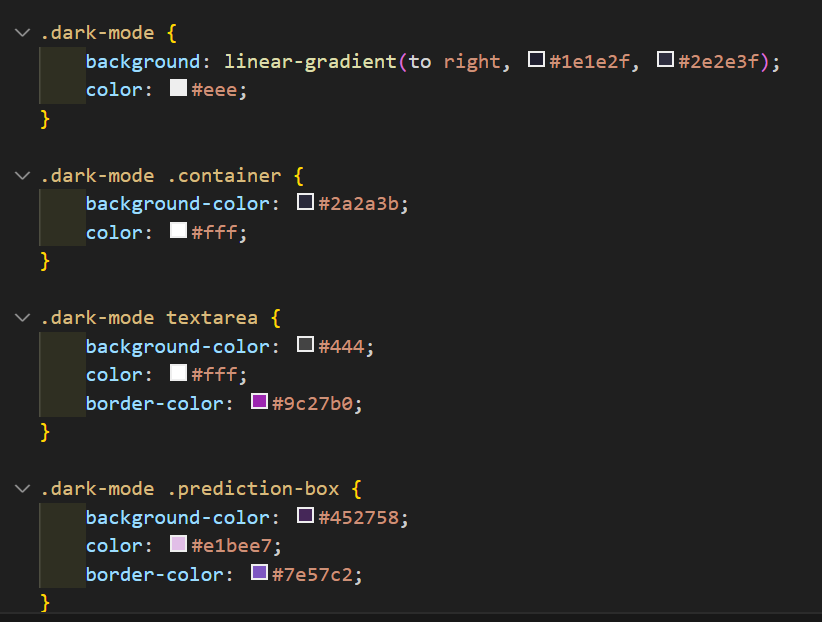 .dark-mode {
    background: linear-gradient(to right, #1e1e2f, #2e2e3f);
    color: #eee;
}
.dark-mode .container {
    background-color: #2a2a3b;
    color: #fff;
}
.dark-mode textarea {
    background-color: #444;
    color: #fff;
    border-color: #9c27b0;
}
.dark-mode .prediction-box {
    background-color: #452758;
    color: #e1bee7;
    border-color: #7e57c2;
}